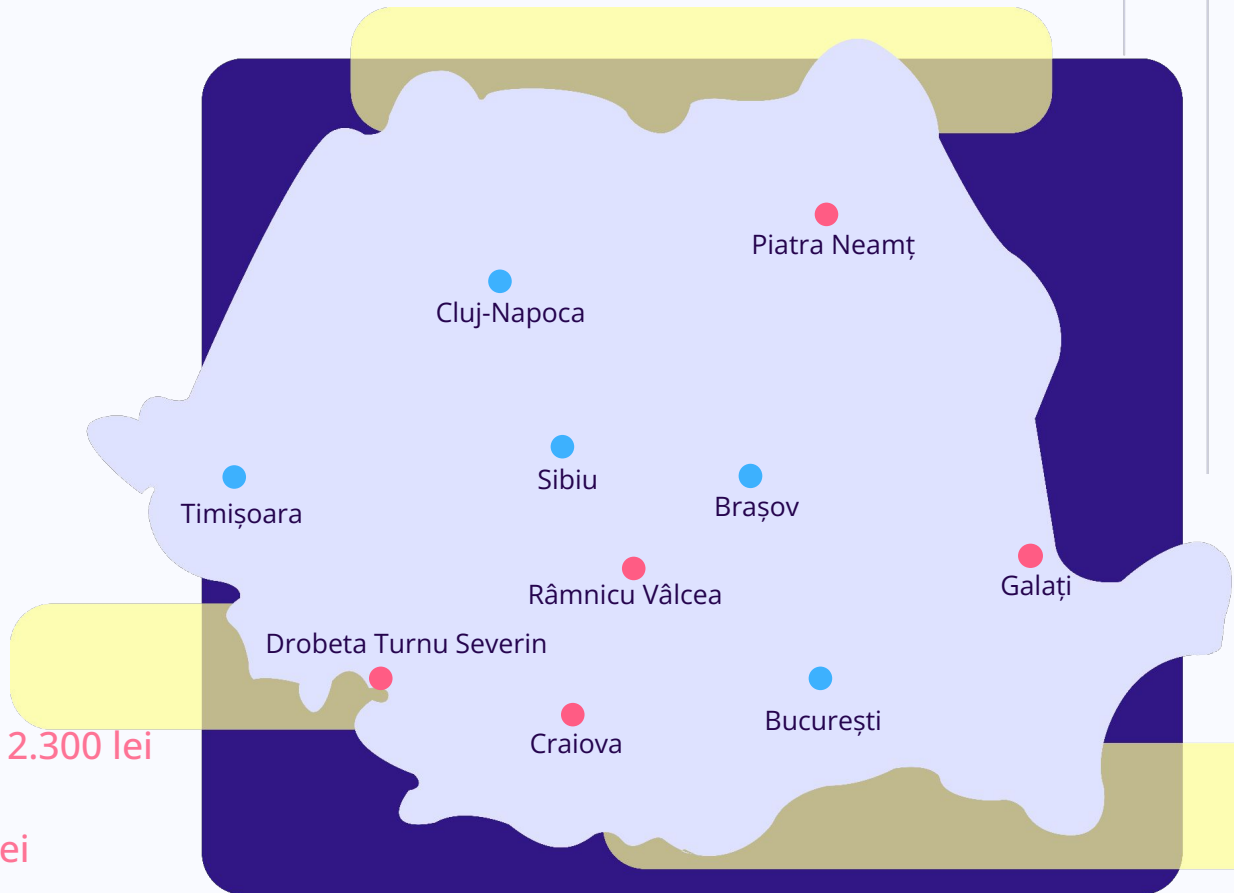 Piatra Neamț
Cluj-Napoca
Sibiu
Brașov
Timișoara
Galați
Râmnicu Vâlcea
Drobeta Turnu Severin
București
Craiova
2.300 lei
ei